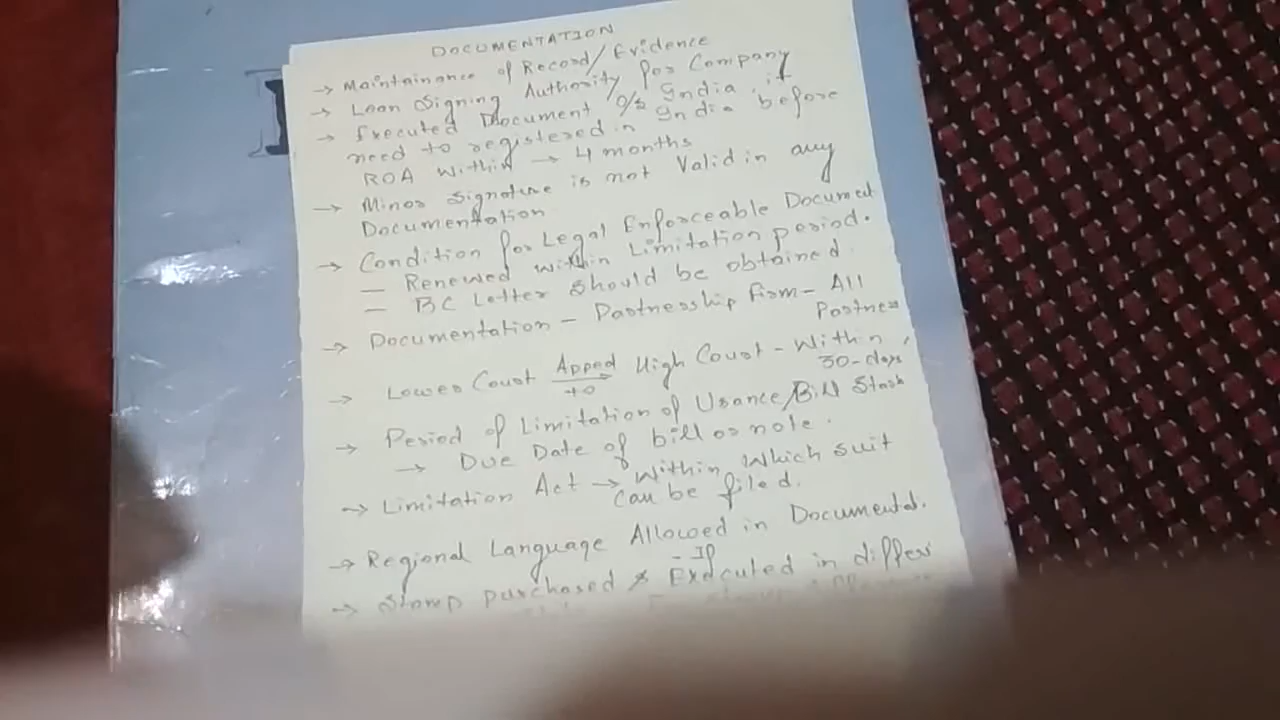 DOCUMENTATION
→ Maintainance of Record/Evidence
→ Loan Signing Authority for Company
→ Executed Document O/s India, it
need to registered in India before
ROA within → 4 months
→ Minor Signature is not Valid in any
Documentation
→ Condition for Legal Enforceable Document
— Renewed within Limitation period.
— BC Letter should be obtained
→ Documentation - Partnership firm - All
Partner
→ Lower Court Appeal to High Court - Within
30-days
→ Period of Limitation of Usance/Bill
→ Due Date of bill or note.
→ Limitation Act → Within Which suit
can be filed.
→ Regional Language Allowed in
→ Stamp purchased & Executed in
- If